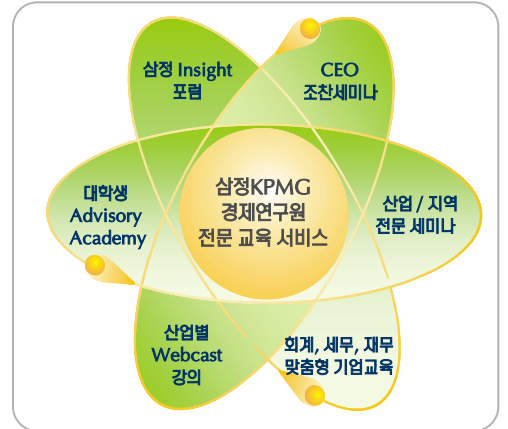 삼정 Insight
포럼
CEO
조찬세미나
대학생
Advisory
Academy
삼정KPMG
경제연구원
전문 교육 서비스
산업 / 지역
전문 세미나
산업별
Webcast
강의
회계, 세무, 재무
맞춤형 기업교육